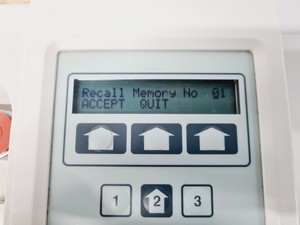 Recall Memory No 01
ACCEPT QUIT
1 2 3